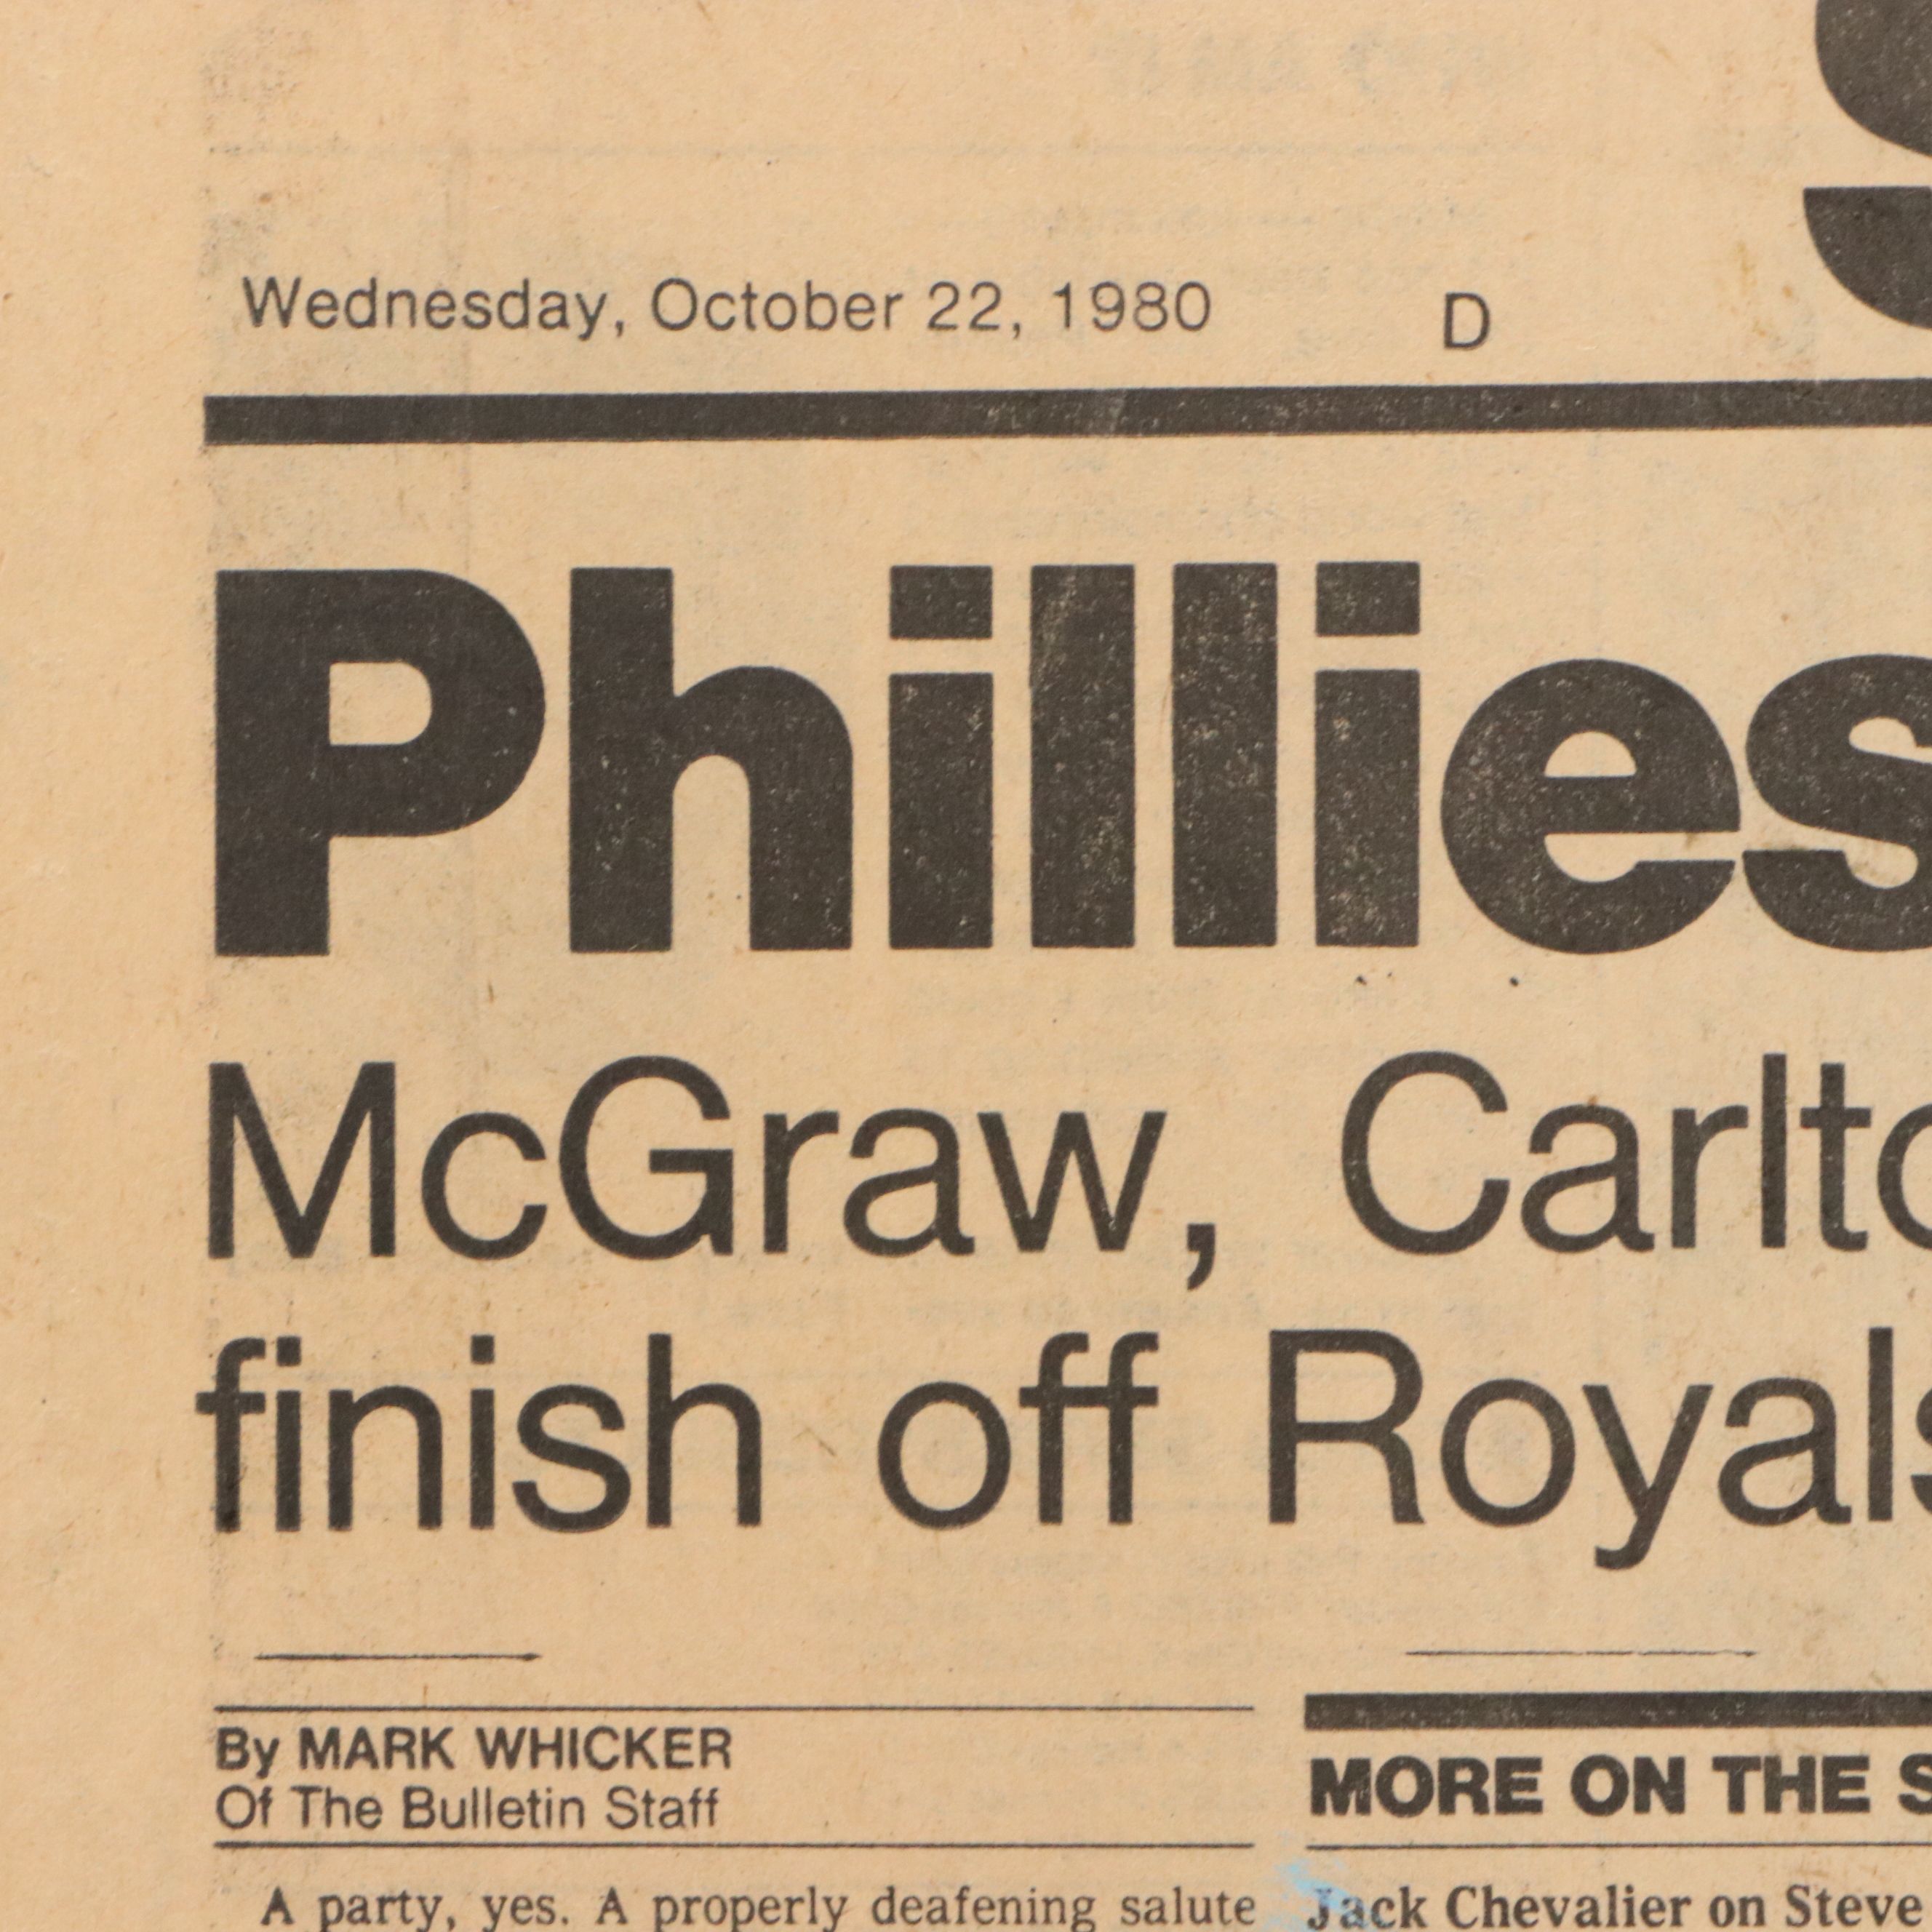 Wednesday, October 22, 1980 D
Phillies
McGraw, Carlto
finish off Royals
By MARK WHICKER
Of The Bulletin Staff
MORE ON THE S
A party, yes. A properly deafening salute
Jack Chevalier on Steve